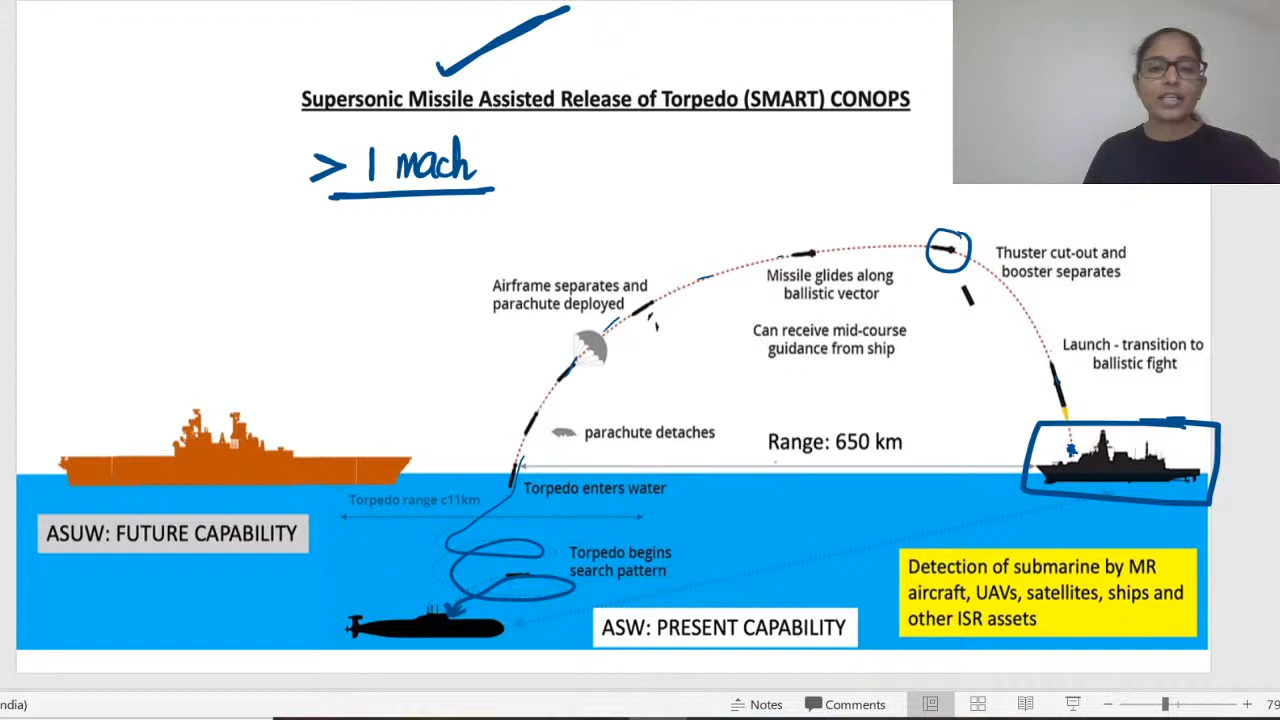 Supersonic Missile Assisted Release of Torpedo (SMART) CONOPS
> 1 mach
Thuster cut-out and
booster separates
Missile glides along
ballistic vector
Airframe separates and
parachute deployed
Can receive mid-course
guidance from ship
Launch - transition to
ballistic fight
parachute detaches
Range: 650 km
Torpedo enters water
Torpedo range c11km
ASUW: FUTURE CAPABILITY
Torpedo begins
search pattern
Detection of submarine by MR
aircraft, UAVs, satellites, ships and
other ISR assets
ASW: PRESENT CAPABILITY
ndia)
Notes
Comments
79